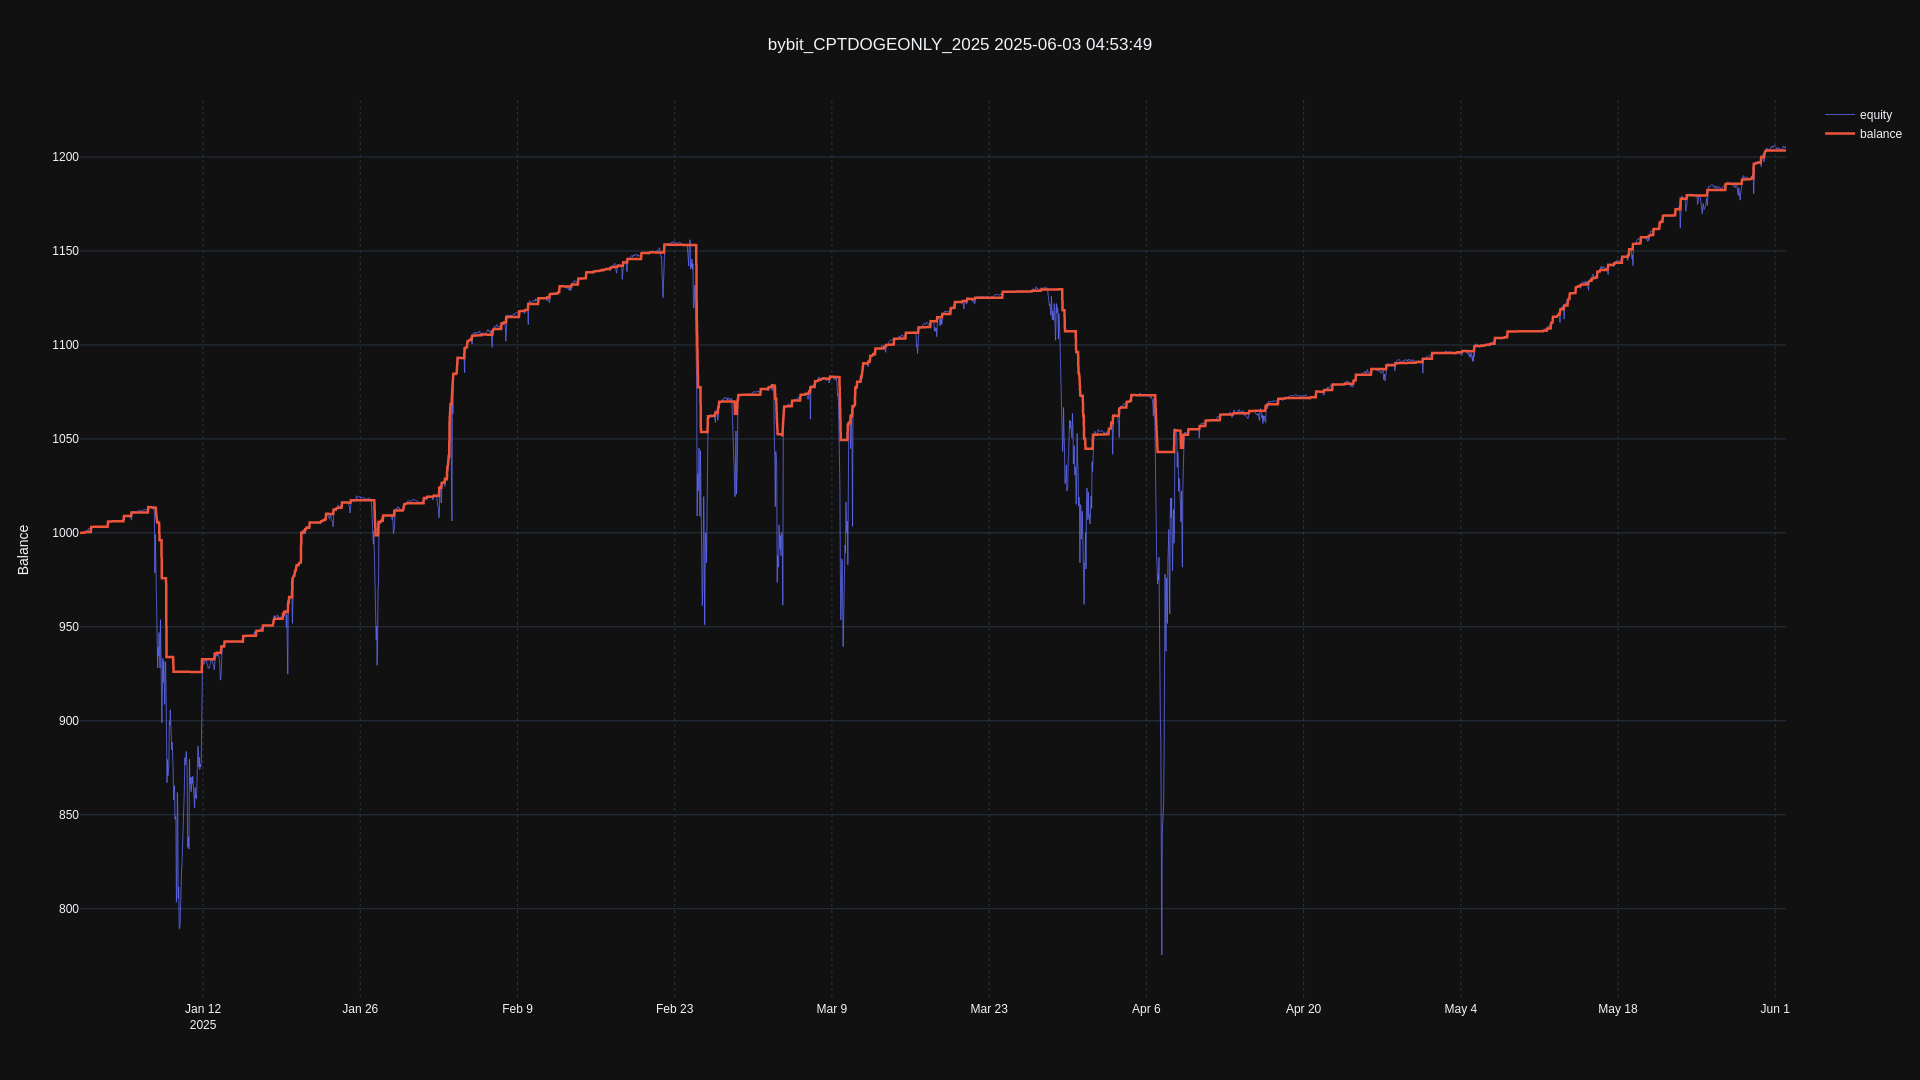 bybit_CPTDOGEONLY_2025 2025-06-03 04:53:49
equity
balance
Balance
1200
1150
1100
1050
1000
950
900
850
800
Jan 12
2025
Jan 26
Feb 9
Feb 23
Mar 9
Mar 23
Apr 6
Apr 20
May 4
May 18
Jun 1